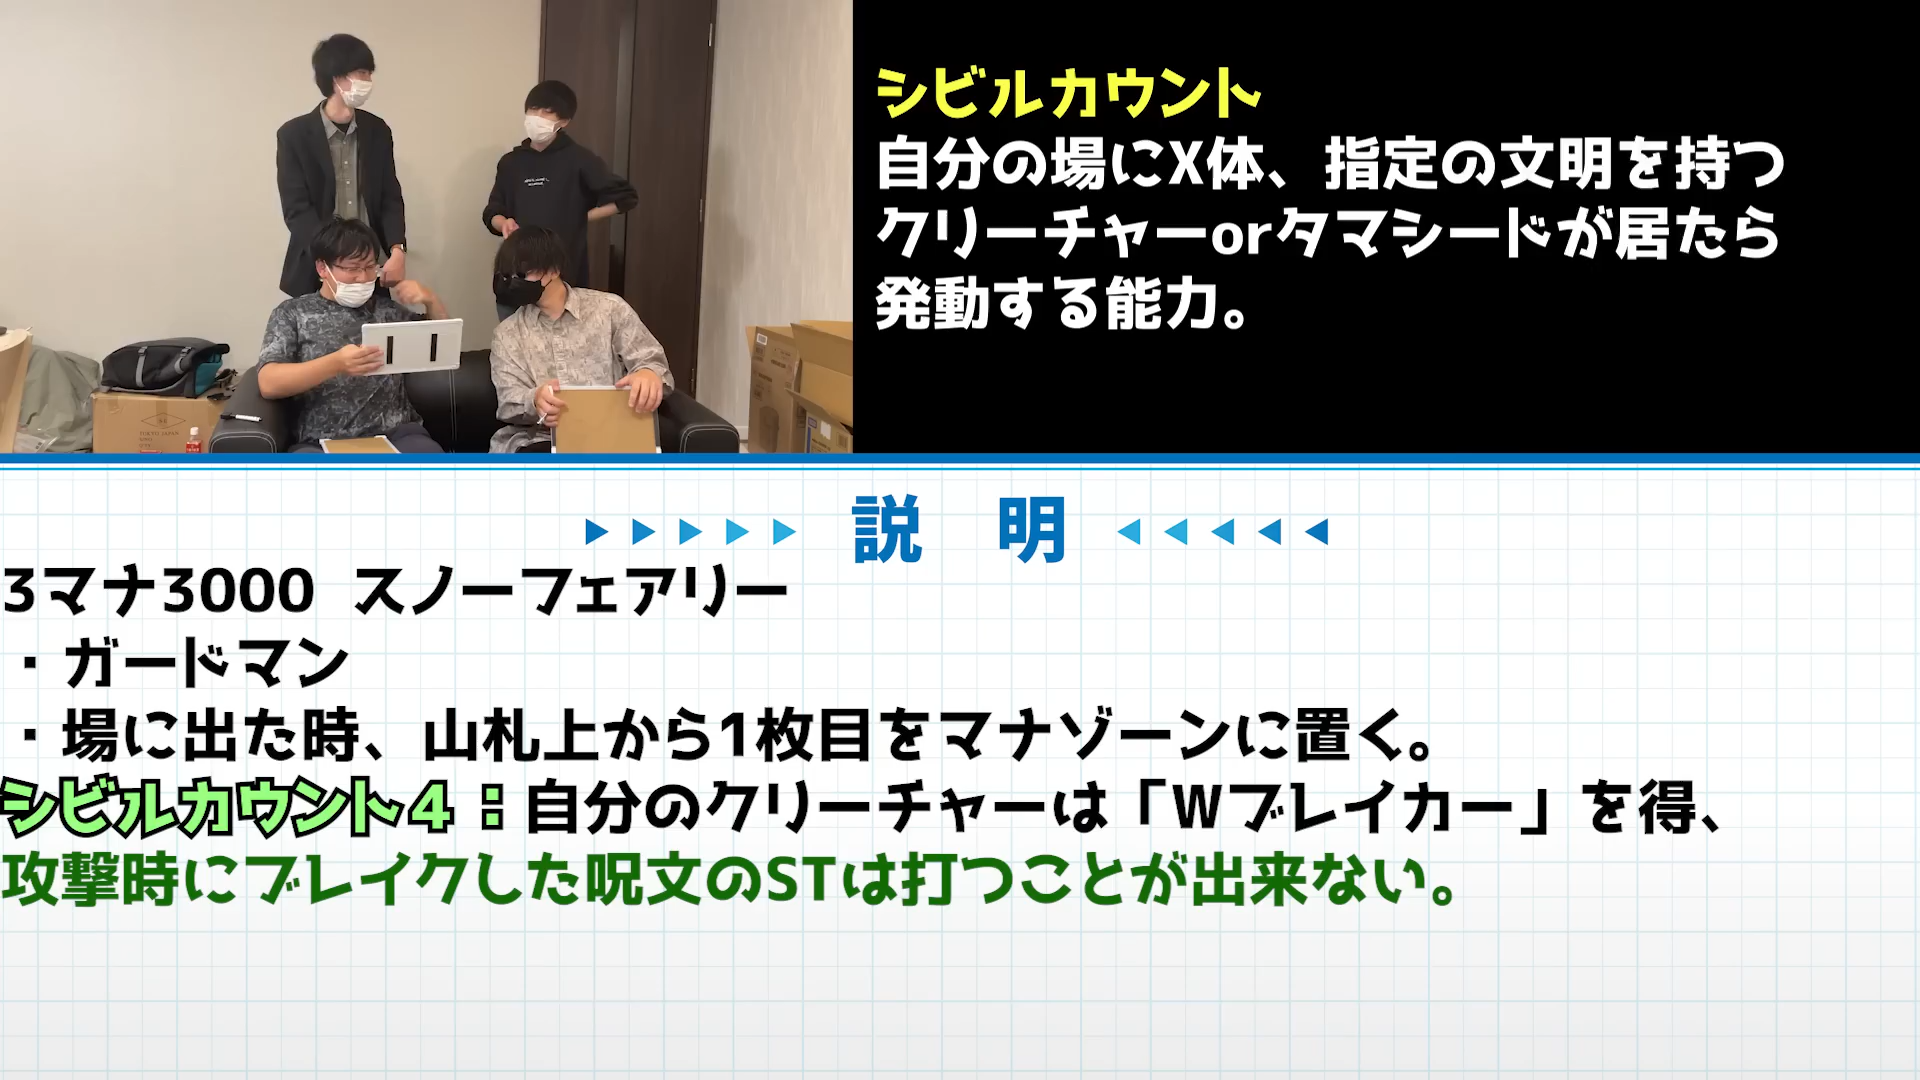 シビルカウント
自分の場にX体、指定の文明を持つ
クリーチャーorタマシードが居たら
発動する能力。
説 明
3マナ3000 スノーフェアリー
・ガードマン
・場に出た時、山札上から1枚目をマナゾーンに置く。
シビルカウント4：自分のクリーチャーは「Wブレイカー」を得、
攻撃時にブレイクした呪文のSTは打つことが出来ない。